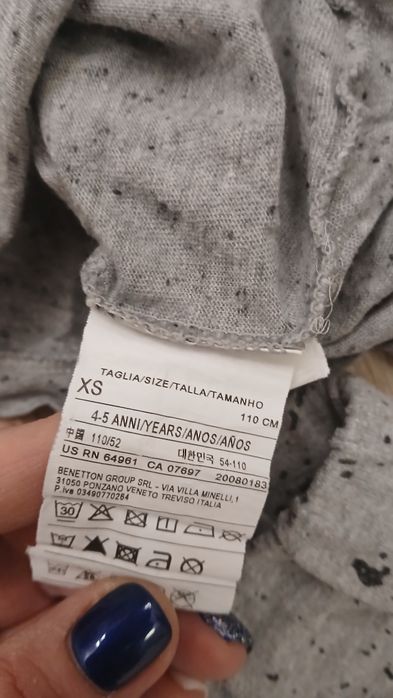 TAGLIA/SIZE/TALLA/TAMANHO
XS 110 CM
4-5 ANNI/YEARS/ANOS/AÑOS
中國 110/52 대한민국 54-110
US RN 64961 CA 07697 20080183
BENETTON GROUP SRL - VIA VILLA MINELLI,1
31050 PONZANO VENETO TREVISO ITALIA
P.Iva 03490770264
30